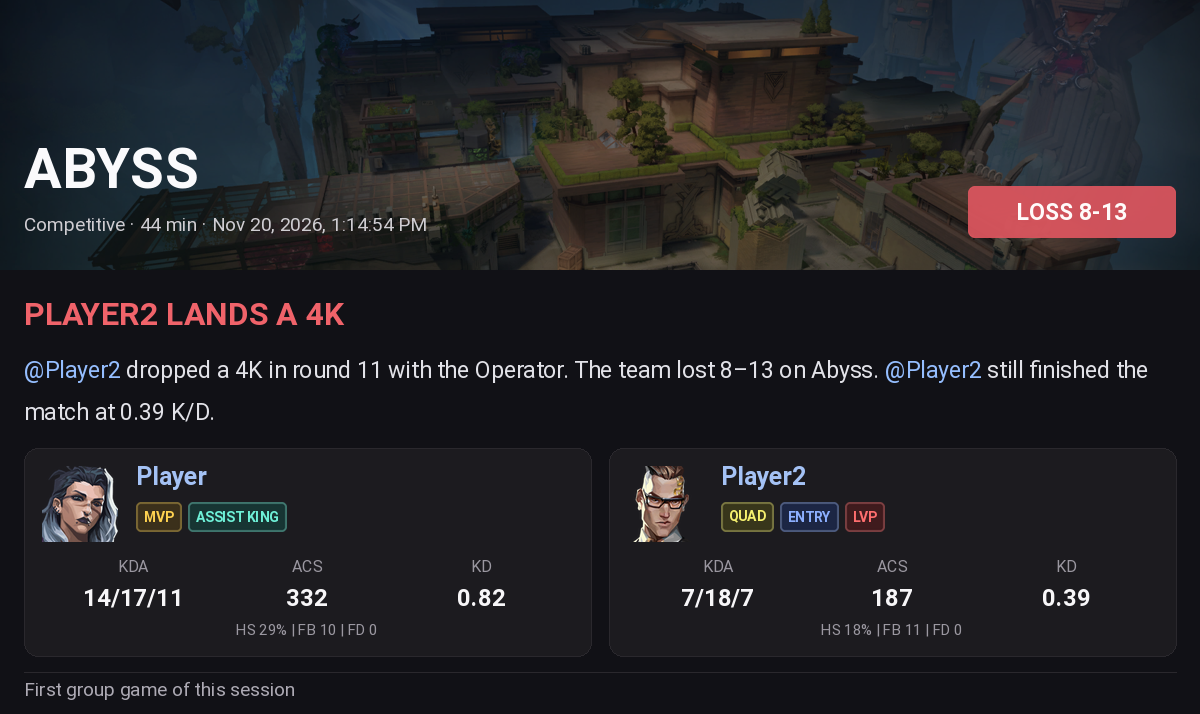 ABYSS
Competitive · 44 min · Nov 20, 2026, 1:14:54 PM
LOSS 8-13
PLAYER2 LANDS A 4K
@Player2 dropped a 4K in round 11 with the Operator. The team lost 8–13 on Abyss. @Player2 still finished the
match at 0.39 K/D.
Player
MVP ASSIST KING
KDA ACS KD
14/17/11 332 0.82
HS 29% | FB 10 | FD 0
Player2
QUAD ENTRY LVP
KDA ACS KD
7/18/7 187 0.39
HS 18% | FB 11 | FD 0
First group game of this session